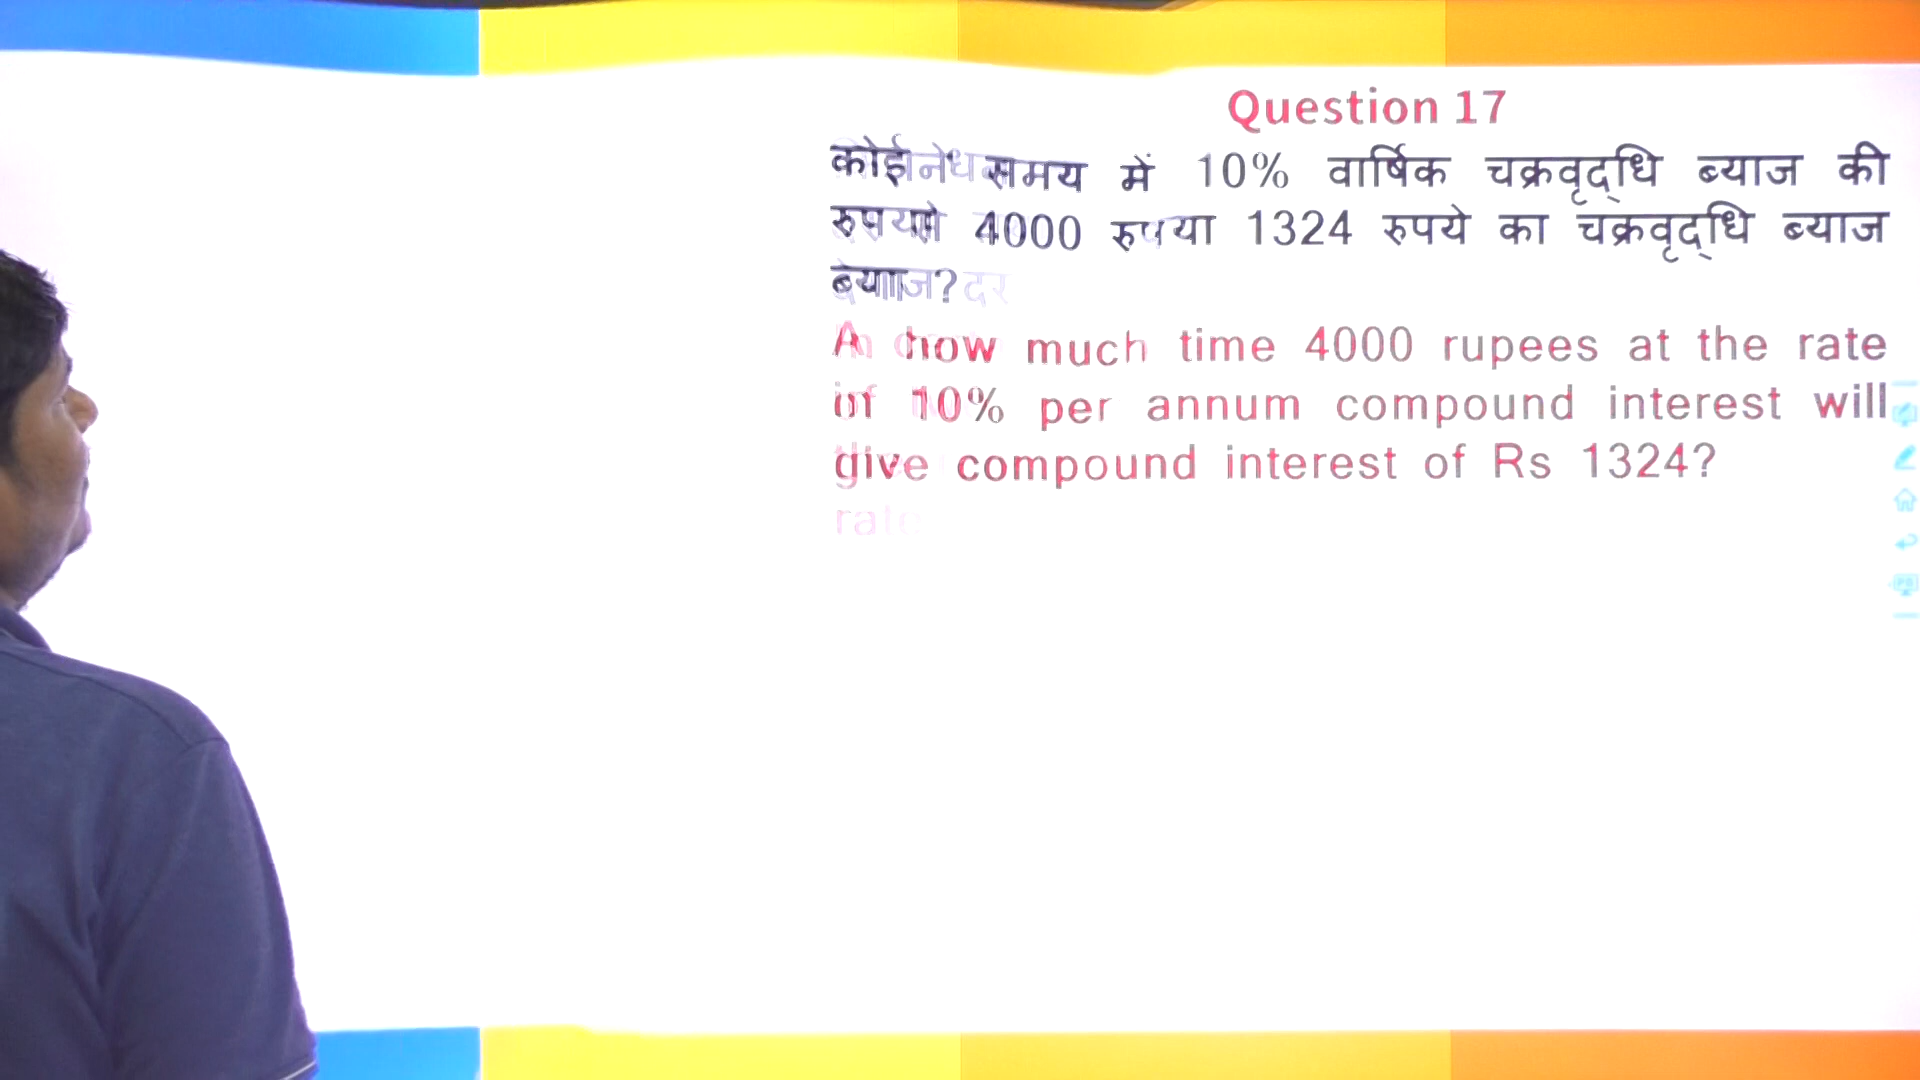 Question 17
समय में 10% वार्षिक चक्रवृद्धि ब्याज की
4000 रुपया 1324 रुपये का चक्रवृद्धि ब्याज
how much time 4000 rupees at the rate
10% per annum compound interest will
give compound interest of Rs 1324?